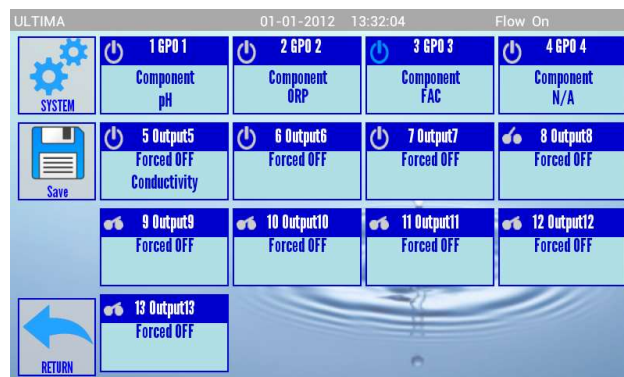 ULTIMA 01-01-2012 13:32:04 Flow On
SYSTEM
1 GPO 1
Component
pH
2 GPO 2
Component
ORP
3 GPO 3
Component
FAC
4 GPO 4
Component
N/A
Save
5 Output5
Forced OFF
Conductivity
6 Output6
Forced OFF
7 Output7
Forced OFF
8 Output8
Forced OFF
9 Output9
Forced OFF
10 Output10
Forced OFF
11 Output11
Forced OFF
12 Output12
Forced OFF
RETURN
13 Output13
Forced OFF